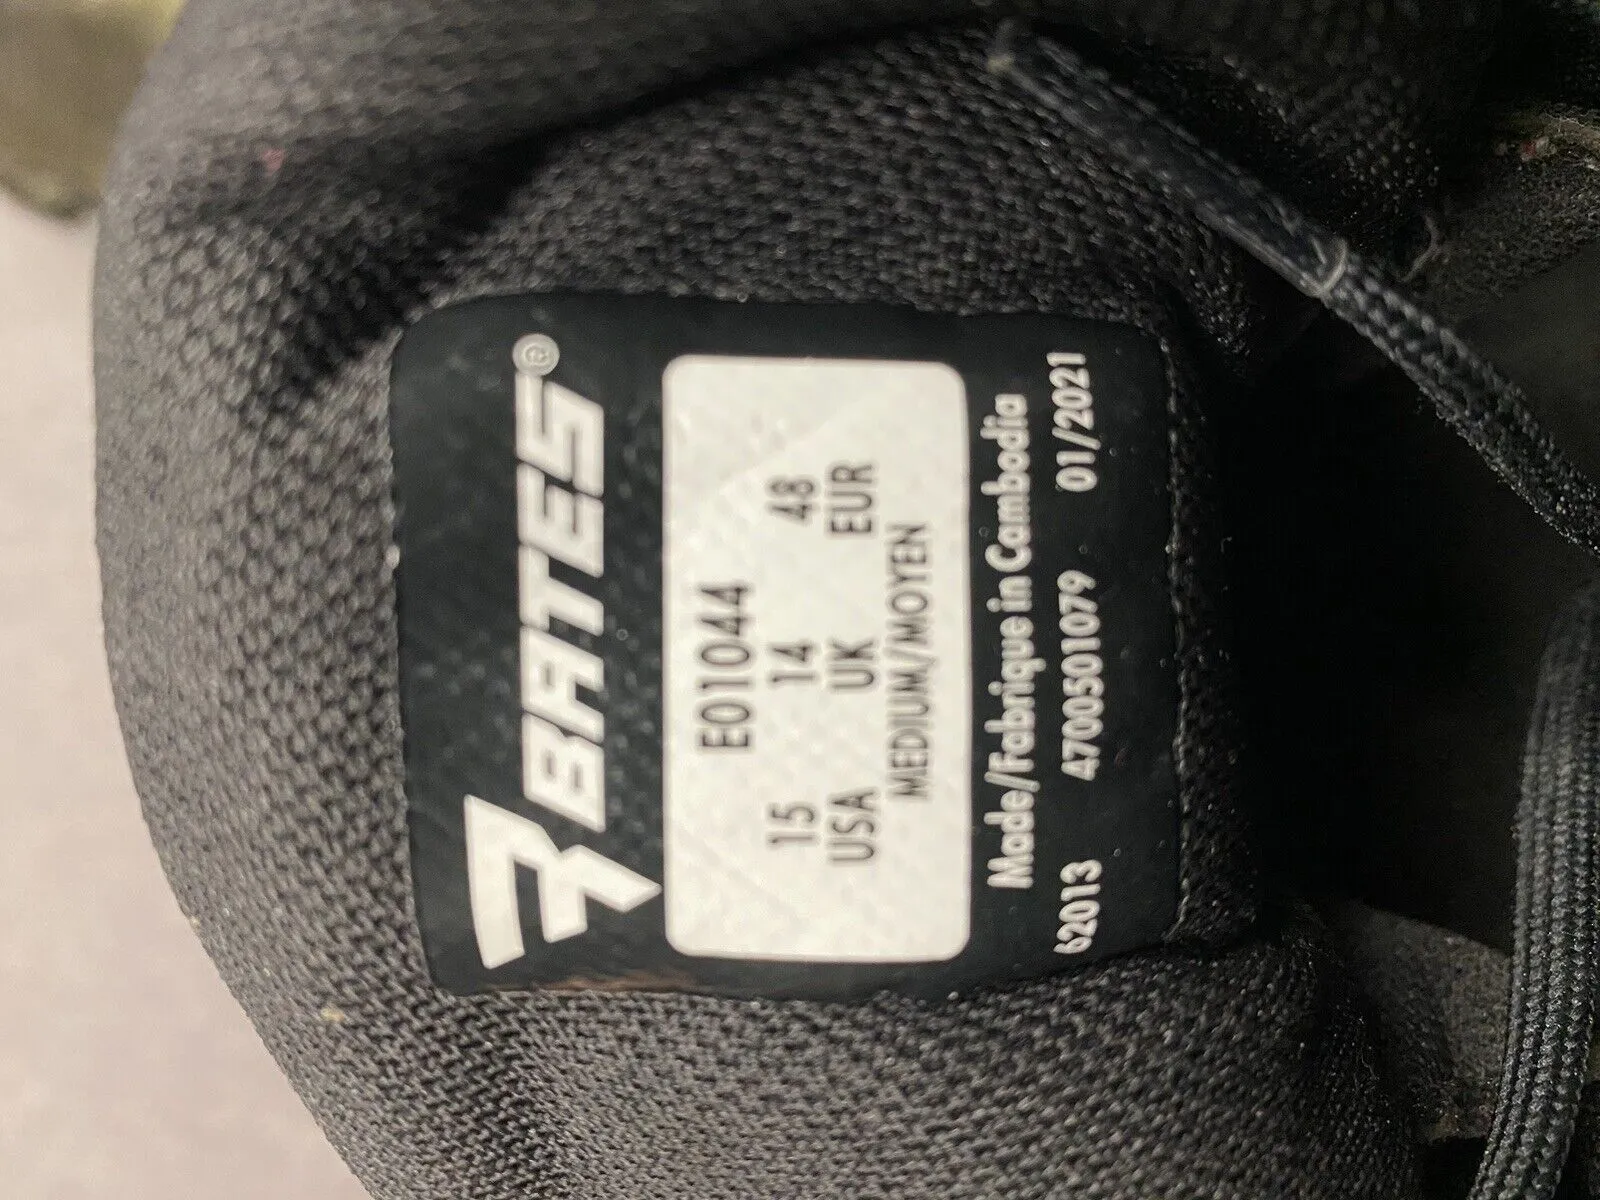 BATES®
E01044
15 14 48
USA UK EUR
MEDIUM/MOYEN
Made/Fabrique in Cambodia
62013 4700501079 01/2021